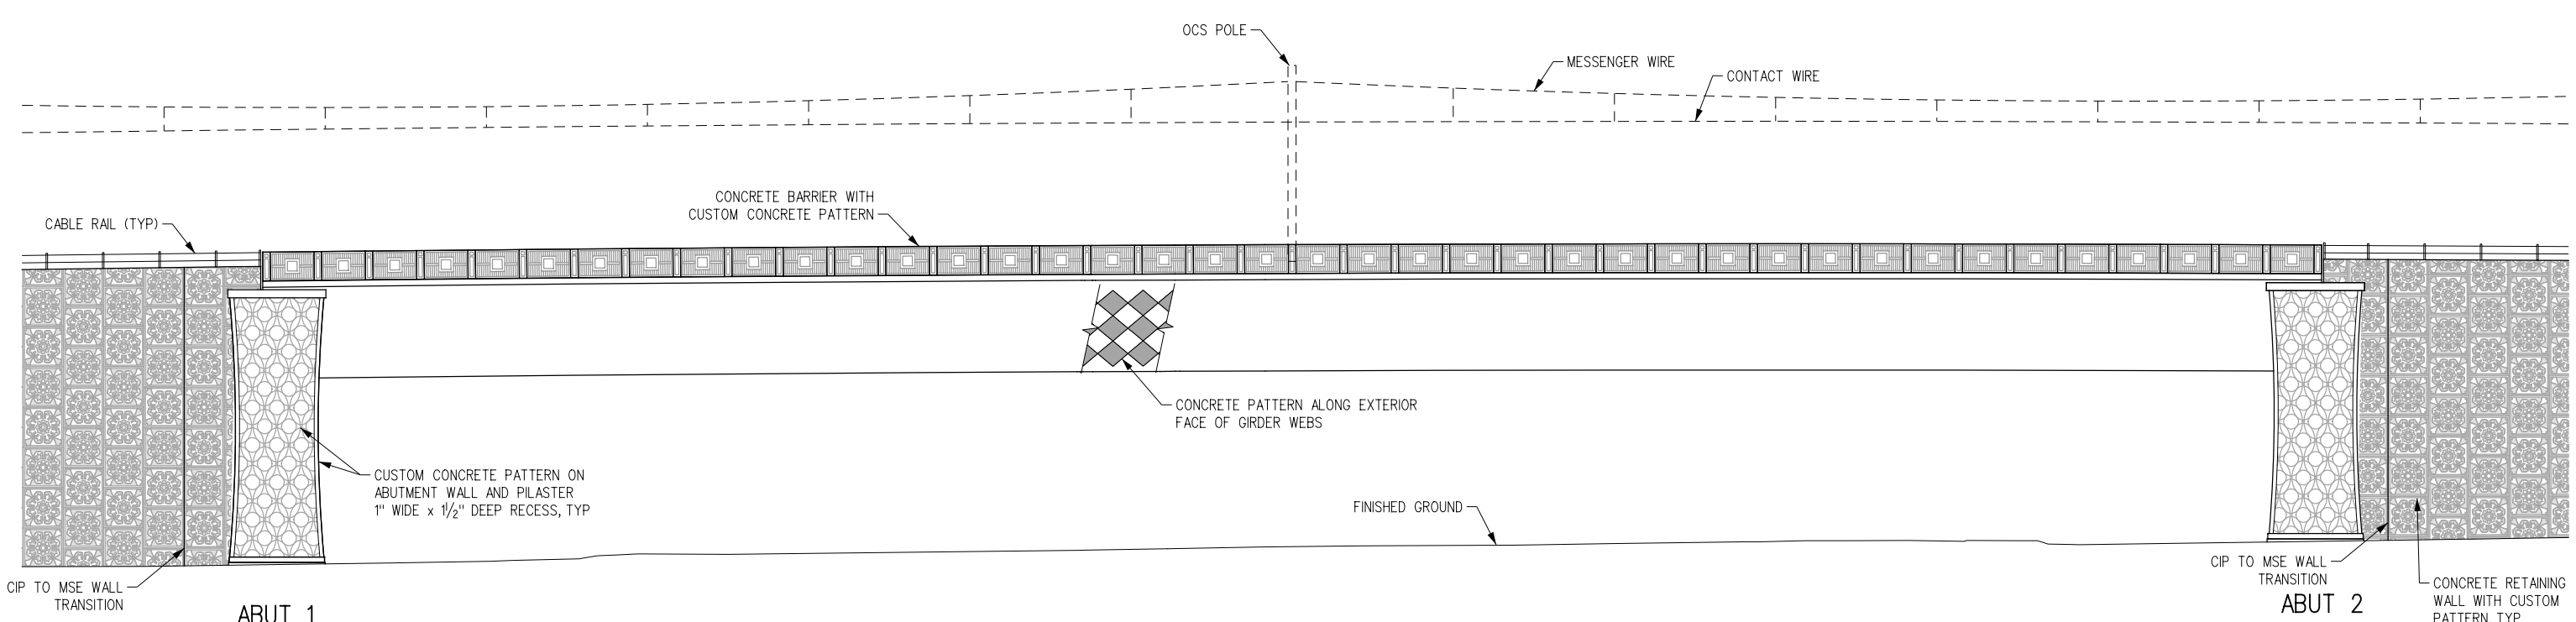 OCS POLE
MESSENGER WIRE
CONTACT WIRE
CONCRETE BARRIER WITH
CUSTOM CONCRETE PATTERN
CABLE RAIL (TYP)
CONCRETE PATTERN ALONG EXTERIOR
FACE OF GIRDER WEBS
CUSTOM CONCRETE PATTERN ON
ABUTMENT WALL AND PILASTER
1" WIDE x 1½" DEEP RECESS, TYP
FINISHED GROUND
CIP TO MSE WALL
TRANSITION
ABUT 1
CIP TO MSE WALL
TRANSITION
ABUT 2
CONCRETE RETAINING
WALL WITH CUSTOM
PATTERN TYP